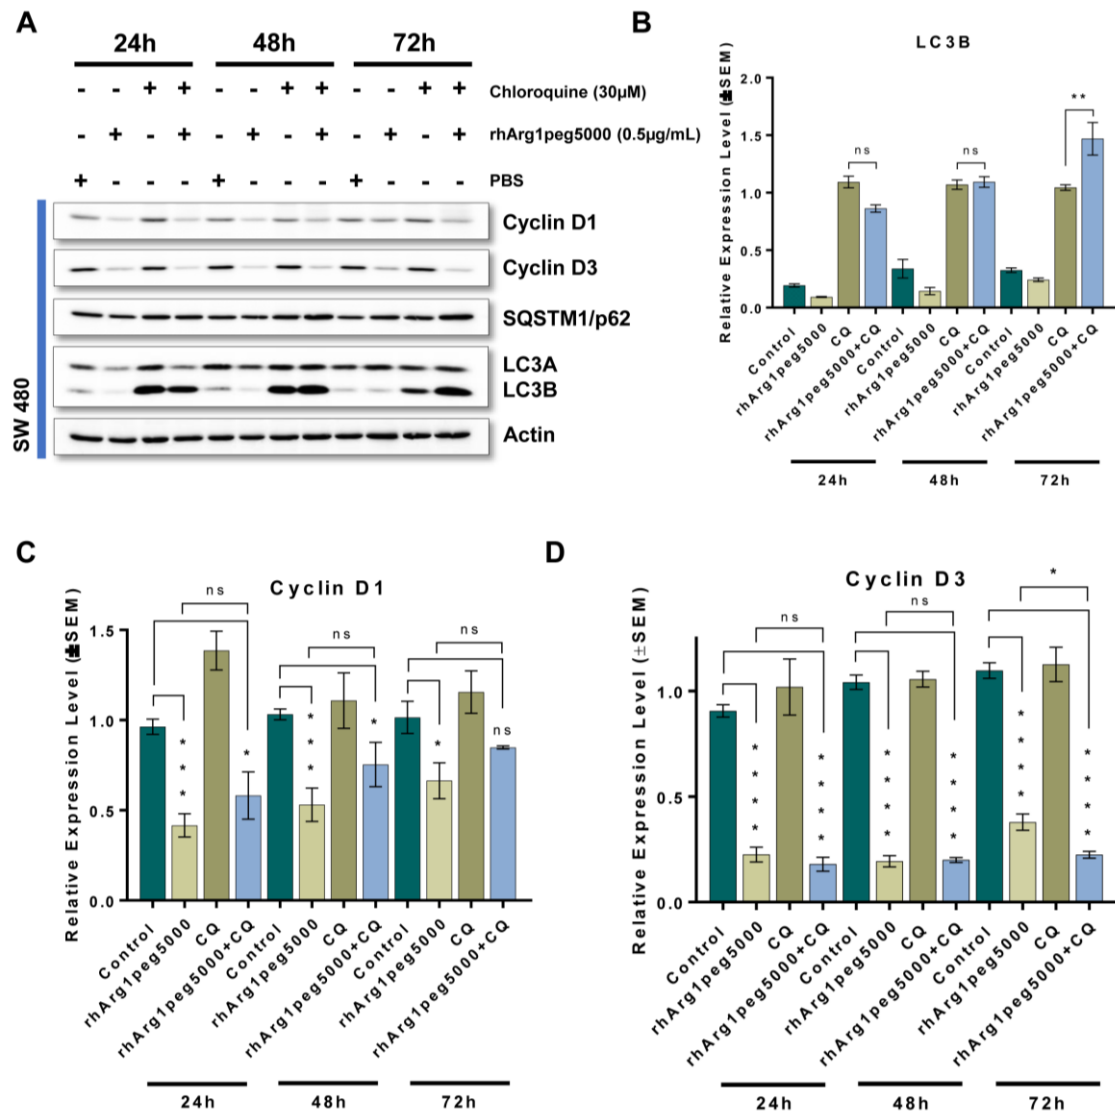 A
24h 48h 72h
- - + + - - + + - - + + Chloroquine (30µM)
- + - + - + - + - + - + rhArg1peg5000 (0.5µg/mL)
+ - - - + - - - + - - - PBS
Cyclin D1
Cyclin D3
SQSTM1/p62
LC3A
LC3B
Actin
SW 480
B
LC3B
Relative Expression Level (±SEM)
2.0
1.5
1.0
0.5
0.0
ns
ns
**
Control
rhArg1peg5000
CQ
rhArg1peg5000+CQ
Control
rhArg1peg5000
CQ
rhArg1peg5000+CQ
Control
rhArg1peg5000
CQ
rhArg1peg5000+CQ
24h 48h 72h
C
Cyclin D1
Relative Expression Level (±SEM)
1.5
1.0
0.5
0.0
ns
ns
ns
***
*
***
*
*
ns
Control
rhArg1peg5000
CQ
rhArg1peg5000+CQ
Control
rhArg1peg5000
CQ
rhArg1peg5000+CQ
Control
rhArg1peg5000
CQ
rhArg1peg5000+CQ
24h 48h 72h
D
Cyclin D3
Relative Expression Level (±SEM)
1.0
0.5
0.0
ns
ns
*
****
****
****
****
****
****
Control
rhArg1peg5000
CQ
rhArg1peg5000+CQ
Control
rhArg1peg5000
CQ
rhArg1peg5000+CQ
Control
rhArg1peg5000
CQ
rhArg1peg5000+CQ
24h 48h 72h